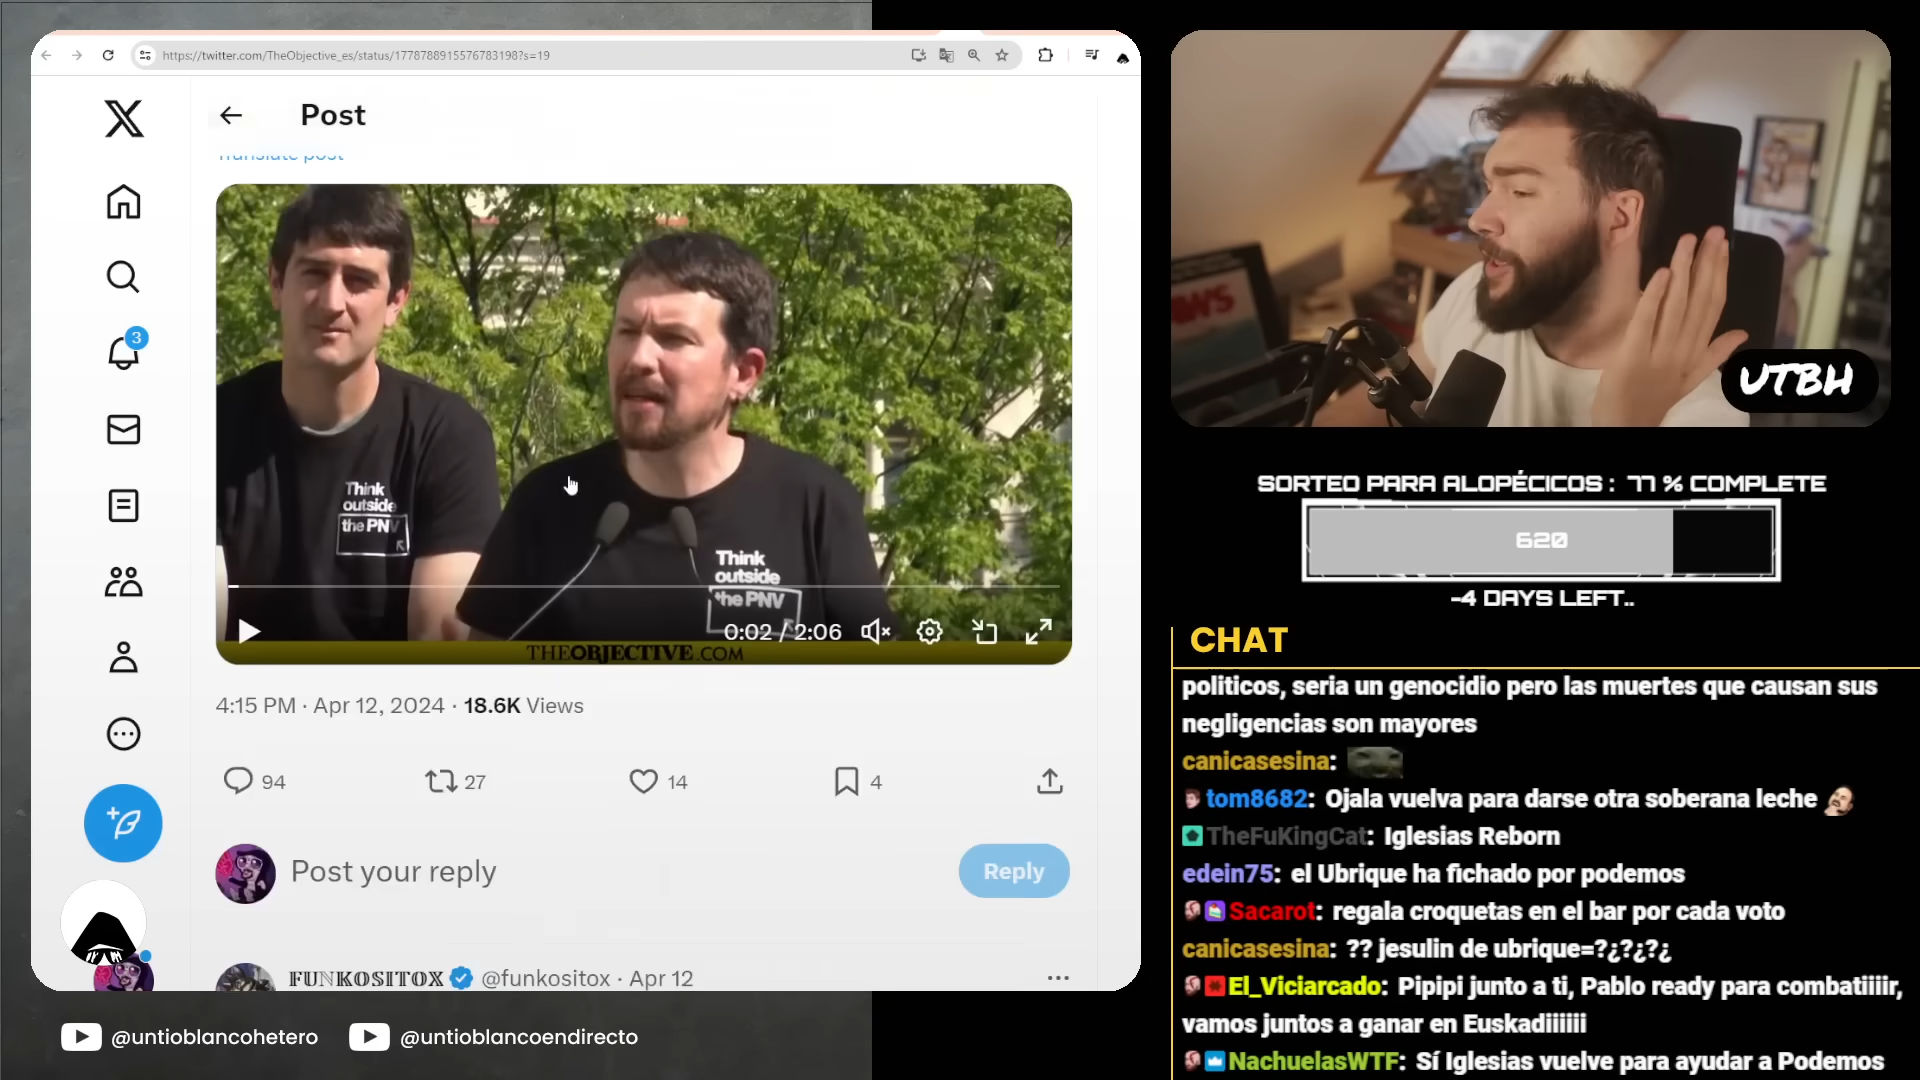 https://twitter.com/TheObjective_es/status/1778788915576783198?s=19
Post
Translate post
3
Think
outside
the PNV
Think
outside
the PNV
0:02 / 2:06
THEOBJECTIVE.COM
4:15 PM · Apr 12, 2024 · 18.6K Views
94
27
14
4
Post your reply
Reply
FUNKOSITOX @funkositox · Apr 12
@untioblancohetero
@untioblancoendirecto
UTBH
SORTEO PARA ALOPÉCICOS : 77 % COMPLETE
620
-4 DAYS LEFT..
CHAT
politicos, seria un genocidio pero las muertes que causan sus
negligencias son mayores
canicasesina:
tom8682: Ojala vuelva para darse otra soberana leche
TheFuKingCat: Iglesias Reborn
edein75: el Ubrique ha fichado por podemos
Sacarot: regala croquetas en el bar por cada voto
canicasesina: ?? jesulin de ubrique=?¿?¿?¿
El_Viciarcado: Pipipi junto a ti, Pablo ready para combatiiiir,
vamos juntos a ganar en Euskadiiiiii
NachuelasWTF: Sí Iglesias vuelve para ayudar a Podemos